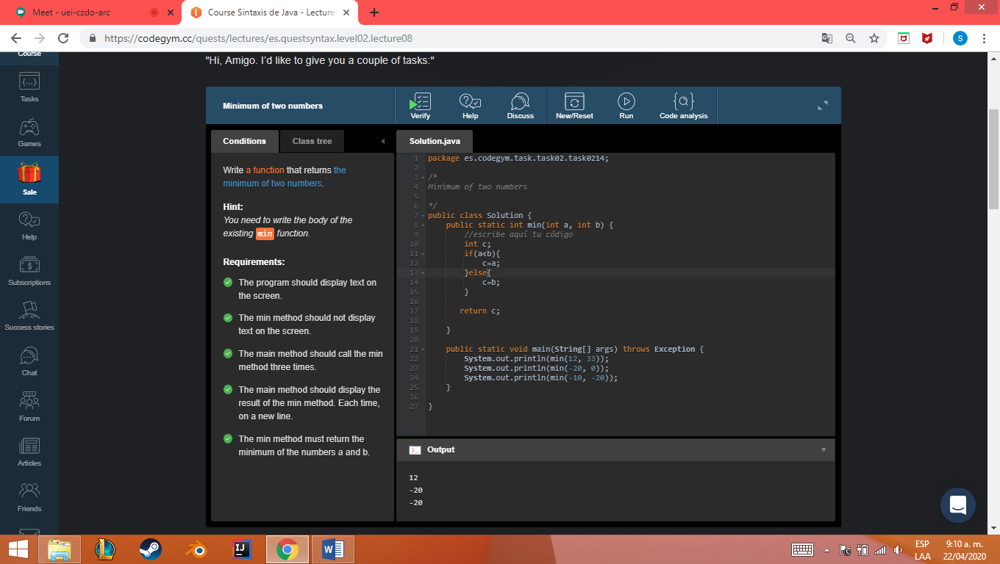 Meet - uei-czdo-arc
Course Sintaxis de Java - Lecture
https://codegym.cc/quests/lectures/es.questsyntax.level02.lecture08
S
Course
Tasks
Games
Sale
Help
Subscriptions
Success stories
Chat
Forum
Articles
Friends
"Hi, Amigo. I'd like to give you a couple of tasks:"
Minimum of two numbers
Verify
Help
Discuss
New/Reset
Run
Code analysis
Conditions
Class tree
Write a function that returns the
minimum of two numbers.
Hint:
You need to write the body of the
existing min function.
Requirements:
The program should display text on
the screen.
The min method should not display
text on the screen.
The main method should call the min
method three times.
The main method should display the
result of the min method. Each time,
on a new line.
The min method must return the
minimum of the numbers a and b.
Solution.java
1 package es.codegym.task.task02.task0214;
2
3 /*
4 Minimum of two numbers
5
6 */
7 public class Solution {
8 public static int min(int a, int b) {
9 //escribe aquí tu código
10 int c;
11 if(a<b){
12 c=a;
13 }else{
14 c=b;
15 }
16
17 return c;
18
19 }
20
21 public static void main(String[] args) throws Exception {
22 System.out.println(min(12, 33));
23 System.out.println(min(-20, 0));
24 System.out.println(min(-10, -20));
25 }
26
27 }
Output
12
-20
-20
IJ
W
ESP
LAA
9:10 a. m.
22/04/2020